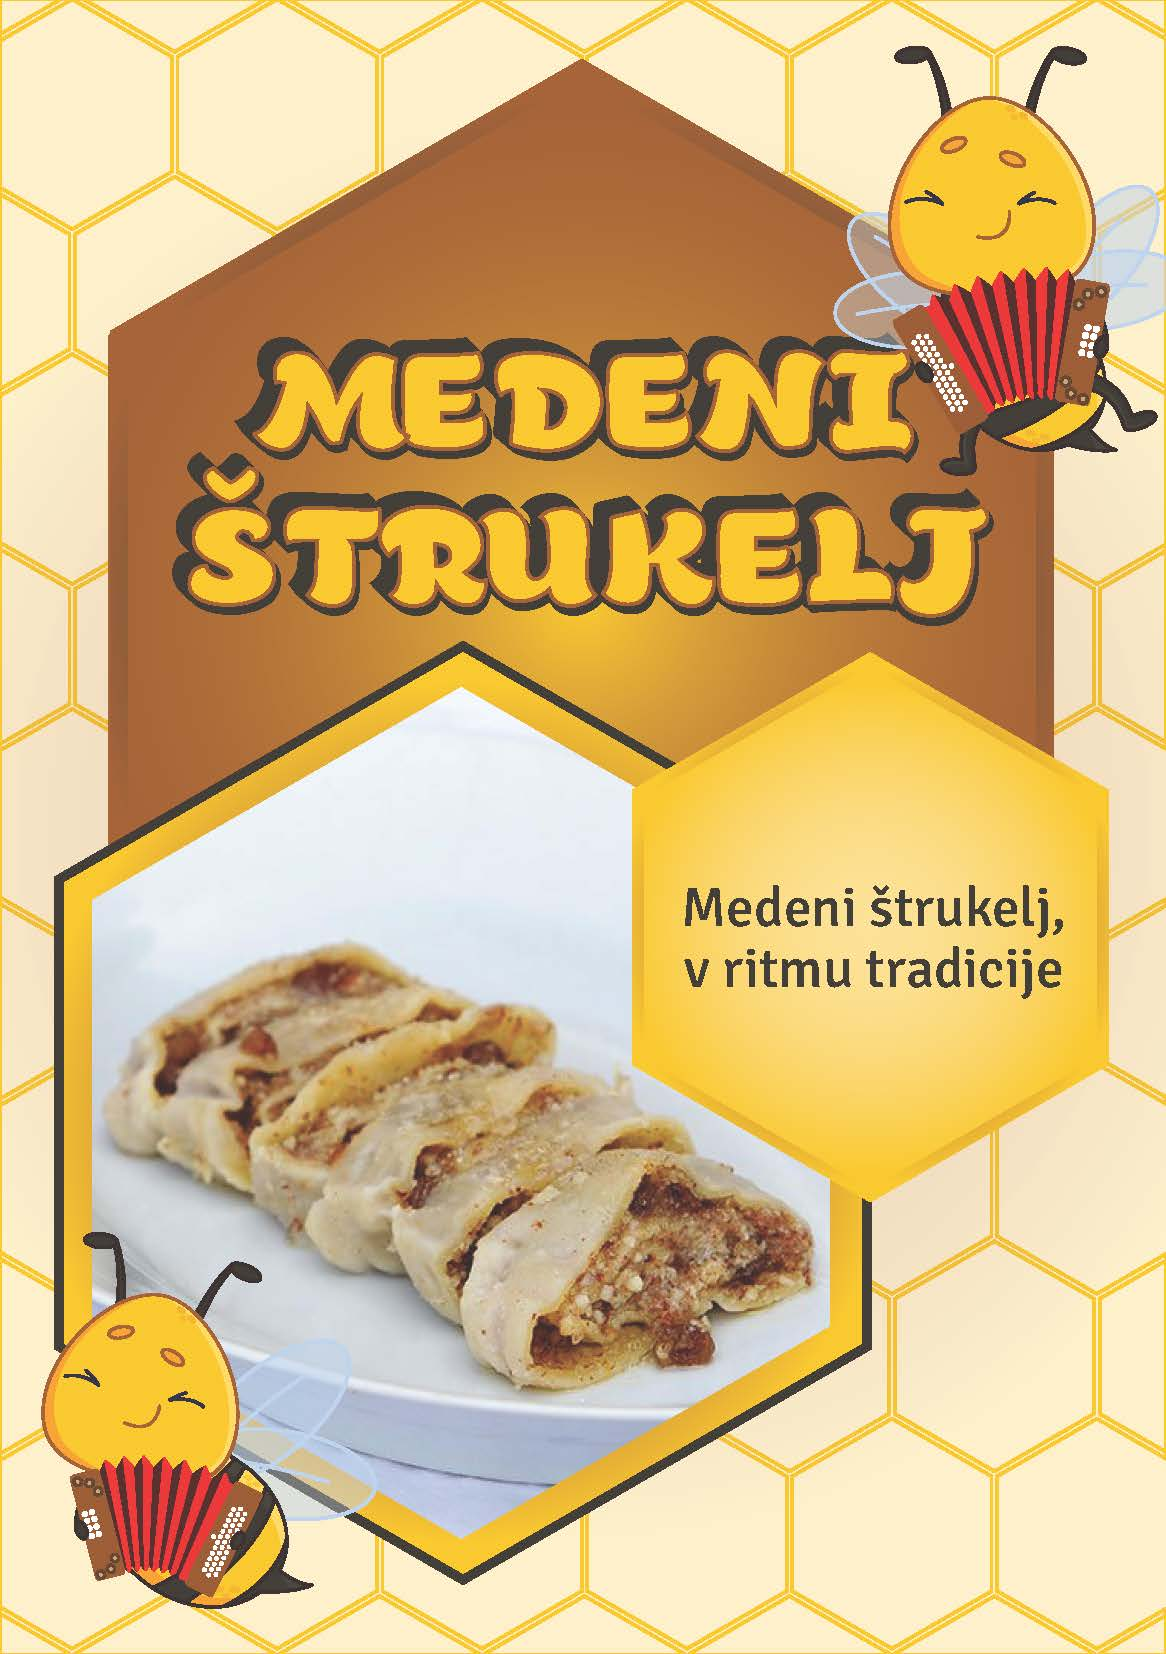 MEDENI
ŠTRUKELJ
Medeni štrukelj,
v ritmu tradicije